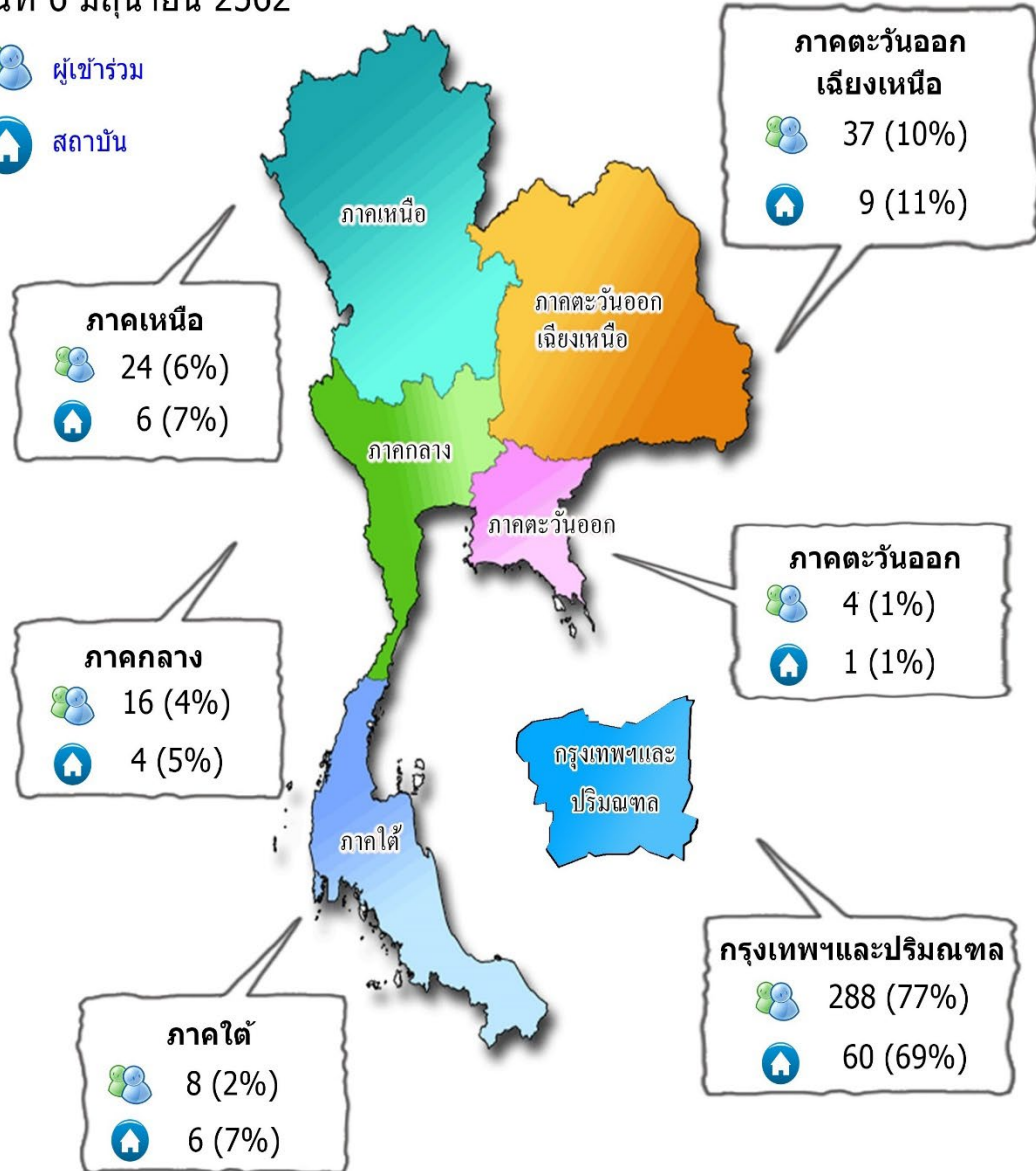 6 มิถุนายน 2562
ผู้เข้าร่วม
สถาบัน
ภาคตะวันออก
เฉียงเหนือ
37 (10%)
9 (11%)
ภาคเหนือ
ภาคตะวันออก
เฉียงเหนือ
ภาคเหนือ
24 (6%)
6 (7%)
ภาคกลาง
ภาคตะวันออก
ภาคตะวันออก
4 (1%)
1 (1%)
ภาคกลาง
16 (4%)
4 (5%)
กรุงเทพฯและ
ปริมณฑล
ภาคใต้
กรุงเทพฯและปริมณฑล
288 (77%)
60 (69%)
ภาคใต้
8 (2%)
6 (7%)